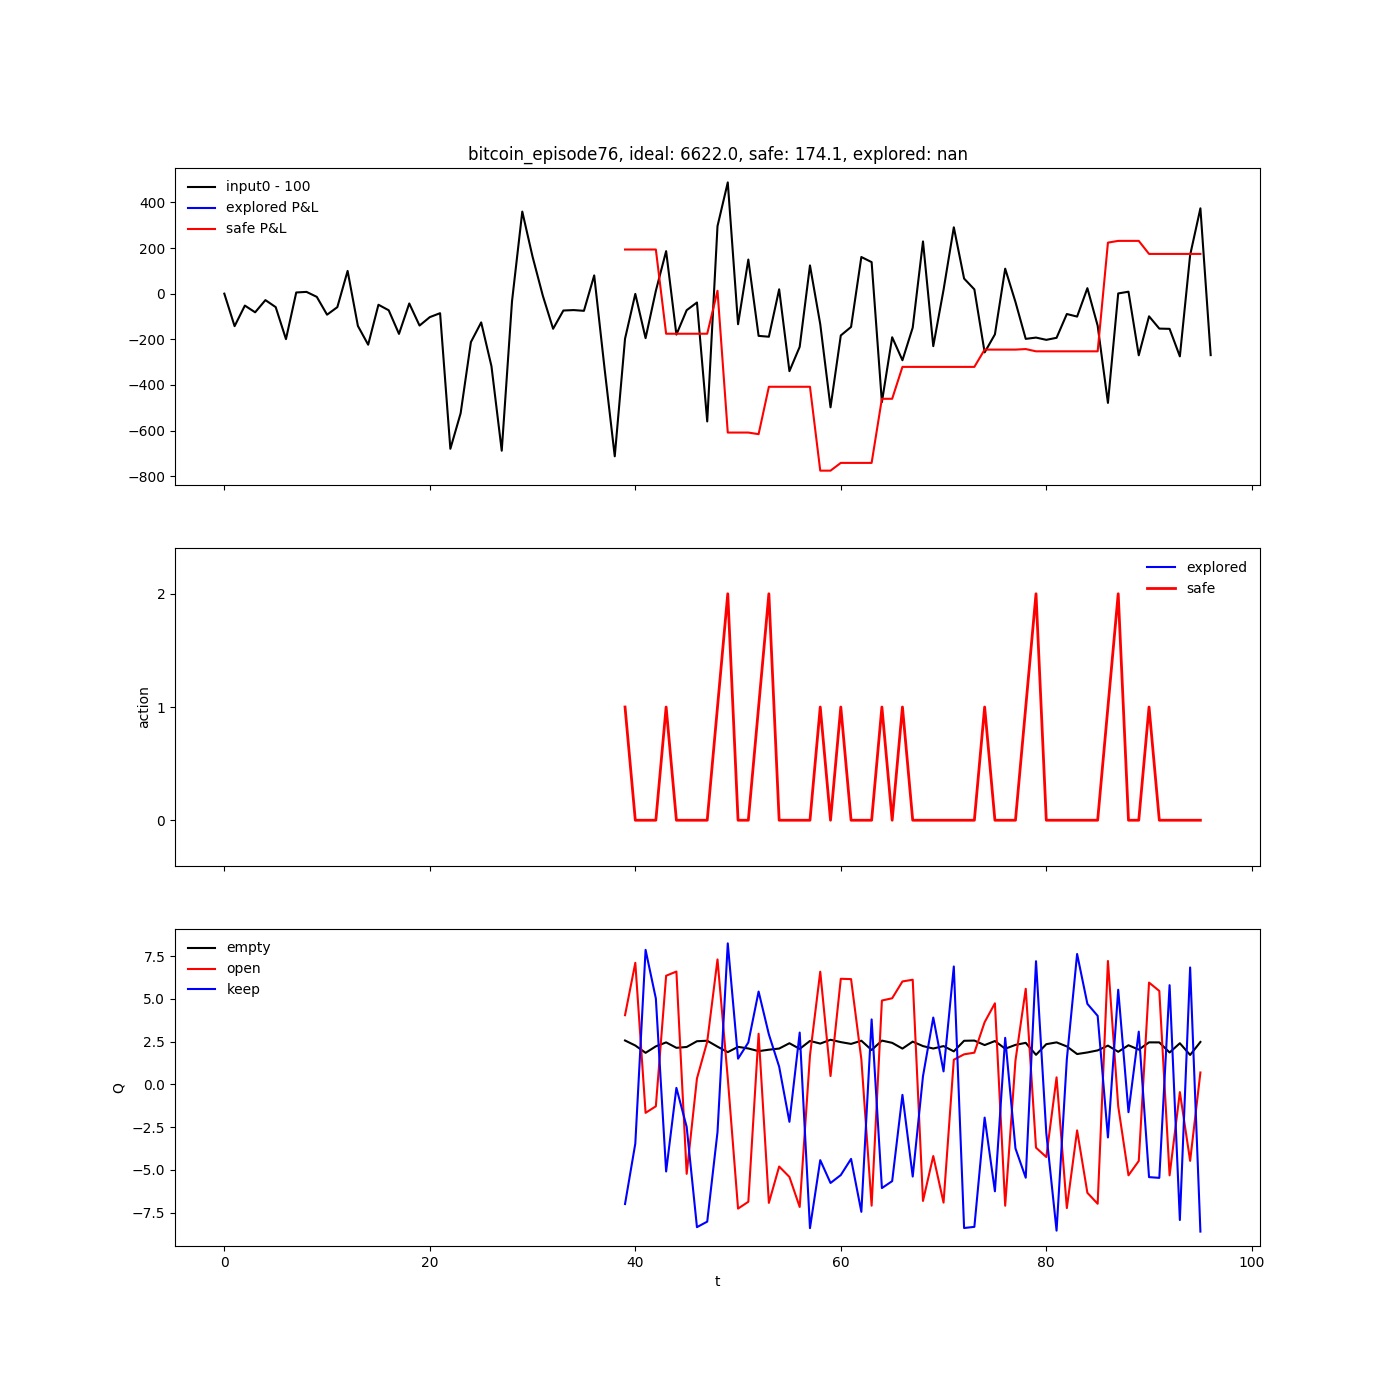 bitcoin_episode76, ideal: 6622.0, safe: 174.1, explored: nan
input0 - 100
explored P&L
safe P&L
400
200
0
−200
−400
−600
−800
explored
safe
action
2
1
0
empty
open
keep
Q
7.5
5.0
2.5
0.0
−2.5
−5.0
−7.5
0 20 40 60 80 100
t